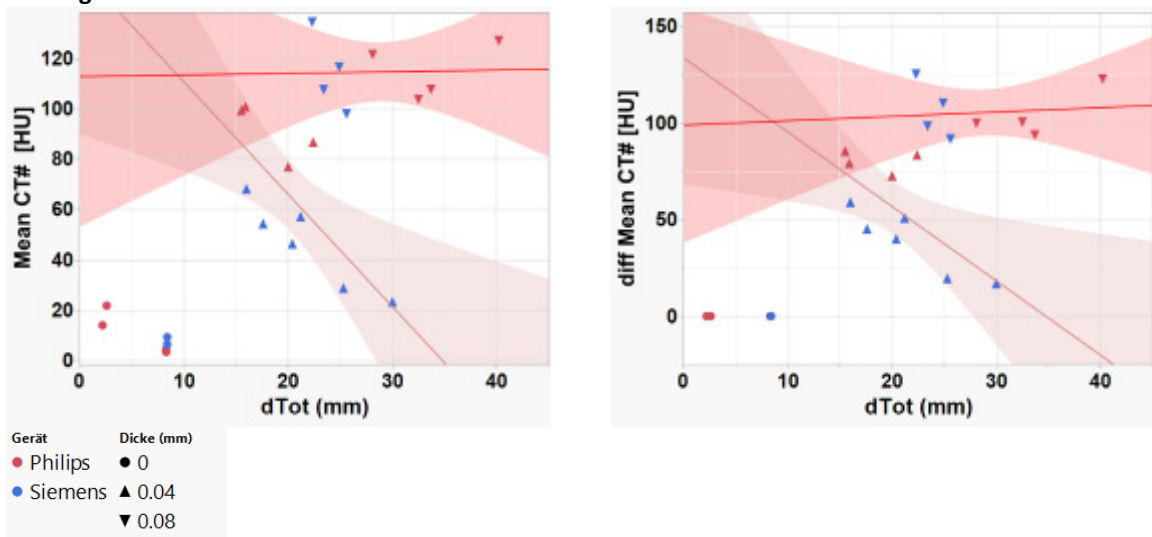 120
100
80
60
40
20
0
Mean CT# [HU]
0 10 20 30 40
dTot (mm)
150
100
50
0
diff Mean CT# [HU]
0 10 20 30 40
dTot (mm)
Gerät Dicke (mm)
Philips 0
Siemens 0.04
0.08